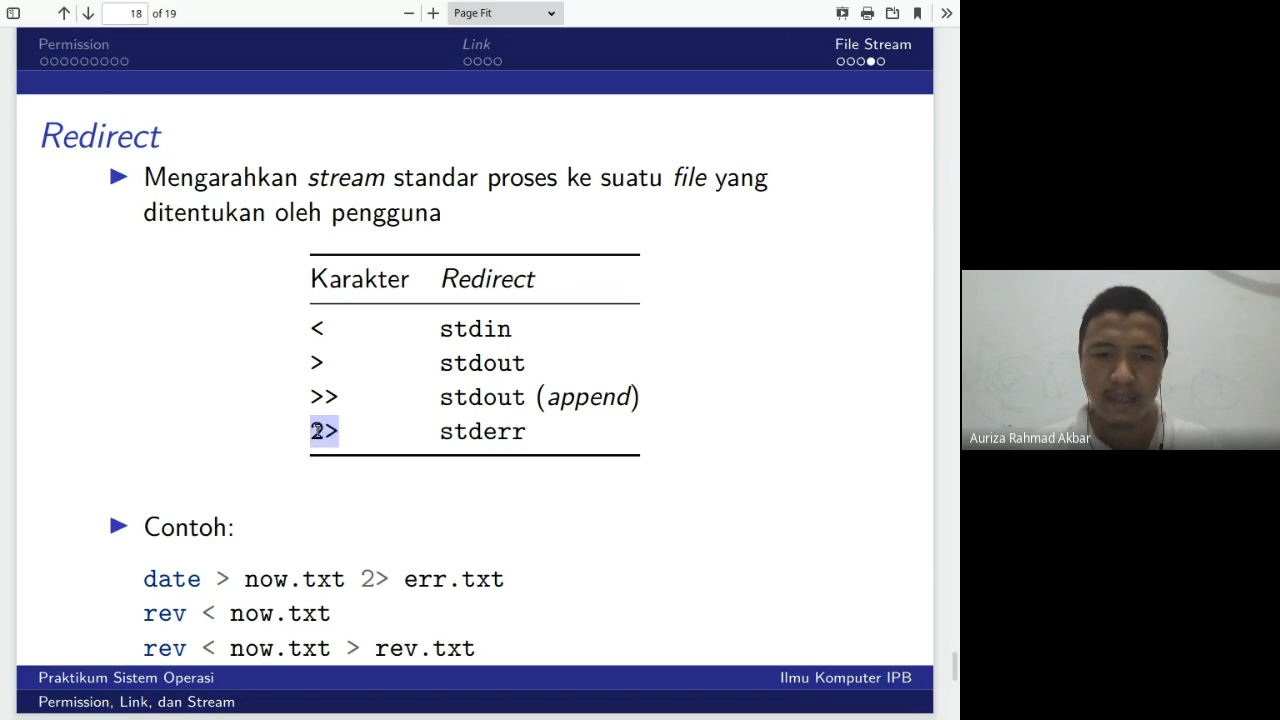 18 of 19
Page Fit
Permission
Link
File Stream
Redirect
Mengarahkan stream standar proses ke suatu file yang
ditentukan oleh pengguna
Karakter Redirect
< stdin
> stdout
>> stdout (append)
2> stderr
Contoh:
date > now.txt 2> err.txt
rev < now.txt
rev < now.txt > rev.txt
Praktikum Sistem Operasi
Ilmu Komputer IPB
Permission, Link, dan Stream
Auriza Rahmad Akbar